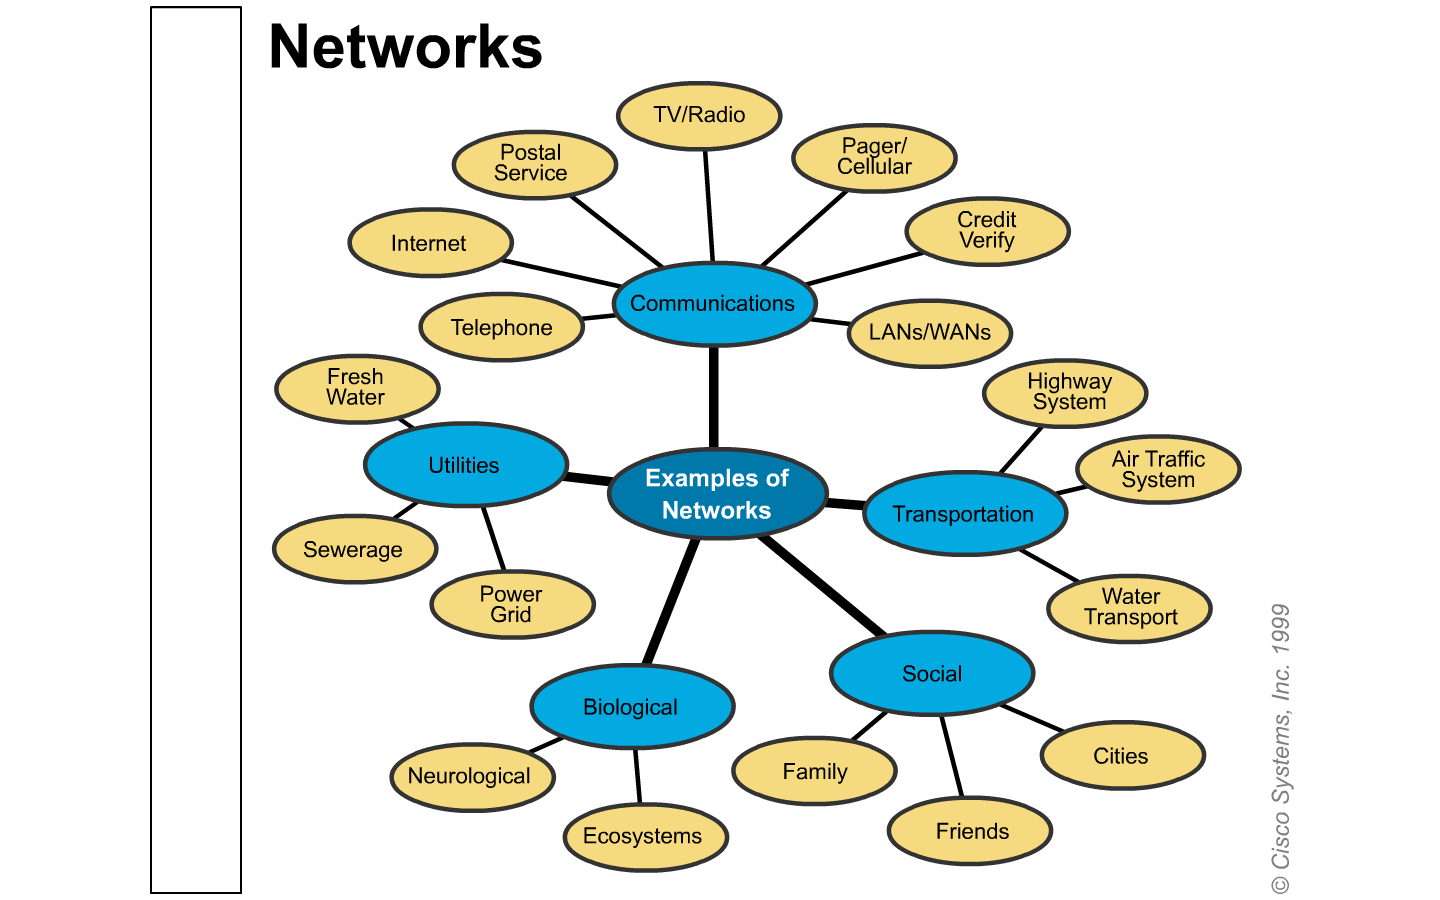 Networks
TV/Radio
Postal
Service
Pager/
Cellular
Internet
Credit
Verify
Communications
Telephone
LANs/WANs
Fresh
Water
Highway
System
Utilities
Examples of
Networks
Air Traffic
System
Transportation
Sewerage
Power
Grid
Water
Transport
Biological
Social
Neurological
Family
Cities
Ecosystems
Friends
© Cisco Systems, Inc. 1999